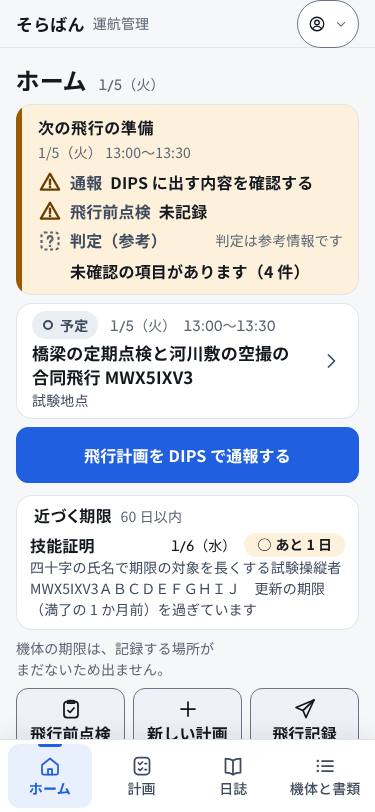 そらばん 運航管理
ホーム 1/5（火）
次の飛行の準備
1/5（火） 13:00〜13:30
通報 DIPS に出す内容を確認する
飛行前点検 未記録
判定（参考） 判定は参考情報です
未確認の項目があります（4 件）
予定 1/5（火） 13:00〜13:30
橋梁の定期点検と河川敷の空撮の
合同飛行 MWX5IXV3
試験地点
飛行計画を DIPS で通報する
近づく期限 60 日以内
技能証明 1/6（水） あと 1 日
四十字の氏名で期限の対象を長くする試験操縦者
MWX5IXV3ＡＢＣＤＥＦＧＨＩＪ 更新の期限
（満了の 1 か月前）を過ぎています
機体の期限は、記録する場所が
まだないため出ません。
飛行前点検 新しい計画 飛行記録
ホーム 計画 日誌 機体と書類